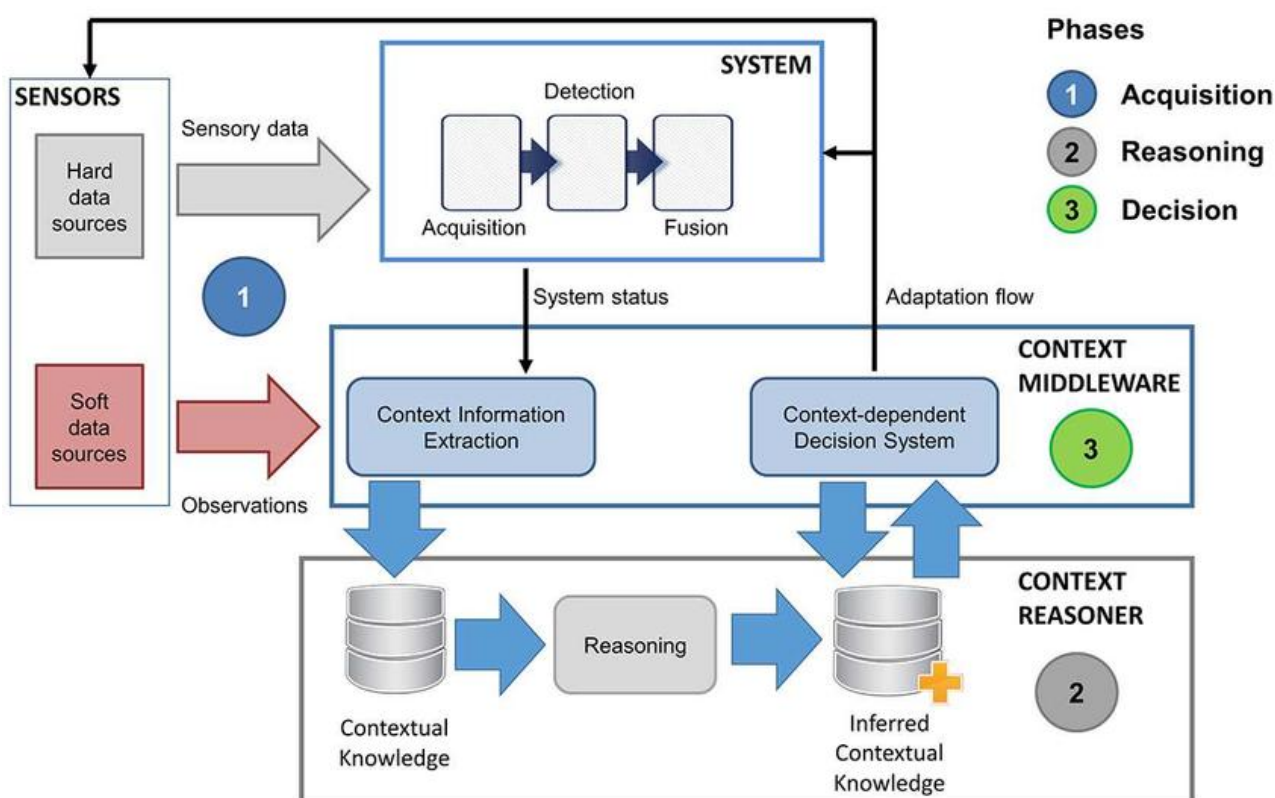 Phases
1 Acquisition
2 Reasoning
3 Decision
SENSORS
Hard
data
sources
Soft
data
sources
Sensory data
1
Observations
SYSTEM
Detection
Acquisition
Fusion
System status
Adaptation flow
CONTEXT
MIDDLEWARE
3
Context Information
Extraction
Context-dependent
Decision System
CONTEXT
REASONER
2
Reasoning
Contextual
Knowledge
Inferred
Contextual
Knowledge